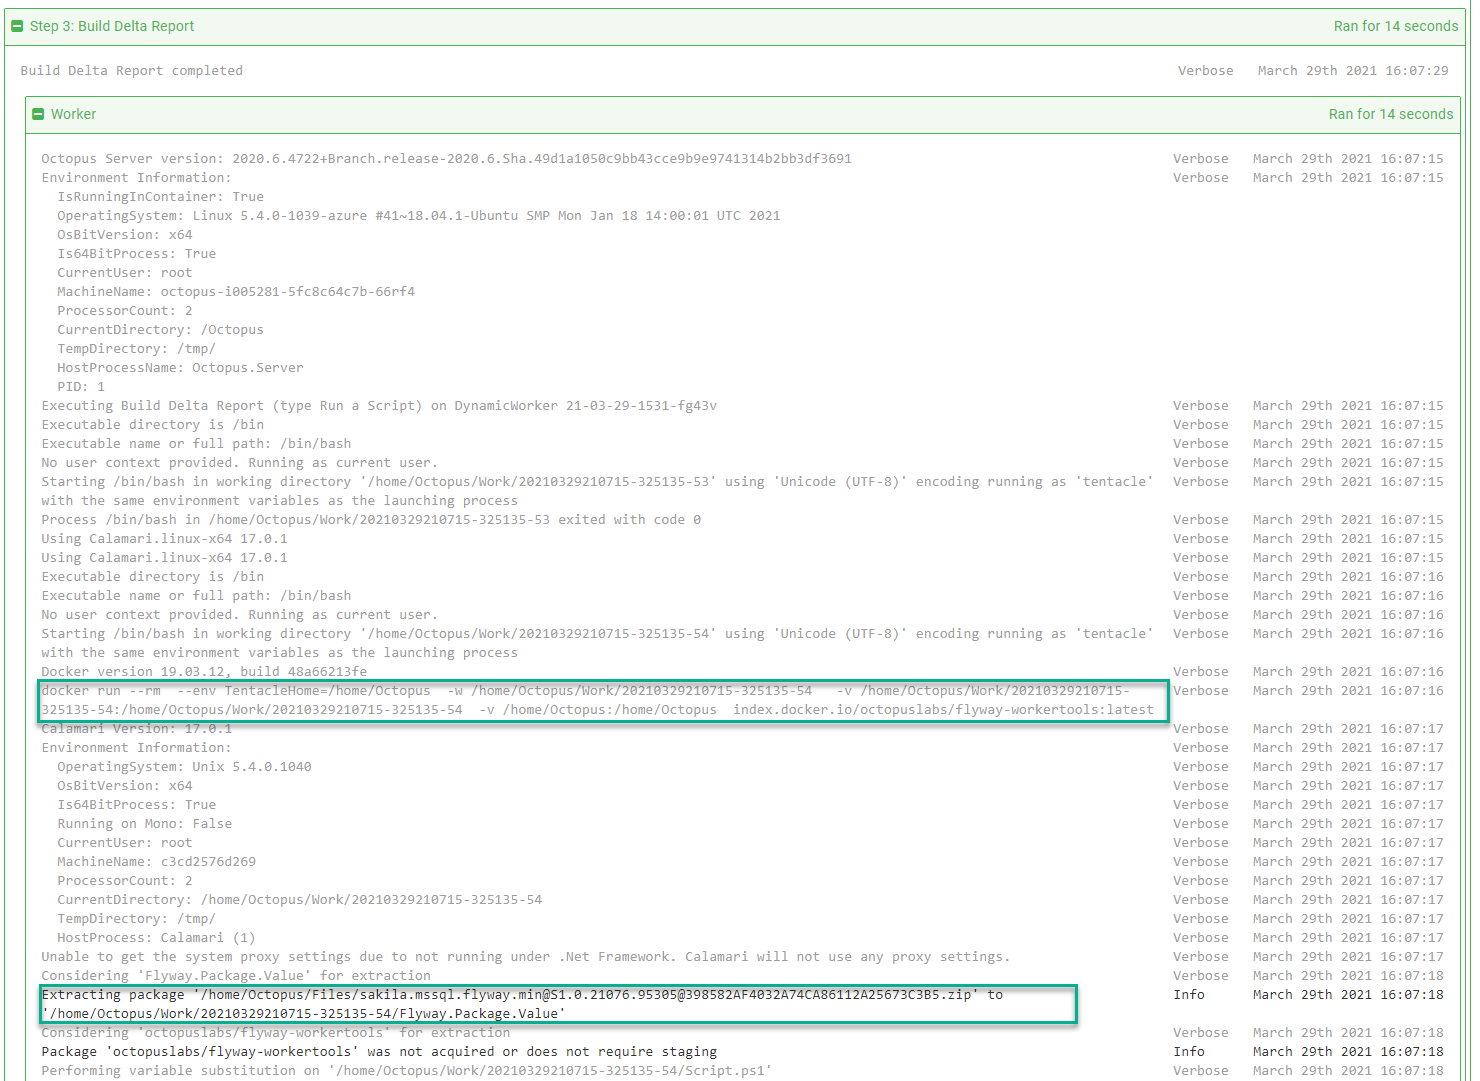 Step 3: Build Delta Report Ran for 14 seconds
Build Delta Report completed Verbose March 29th 2021 16:07:29
Worker Ran for 14 seconds
Octopus Server version: 2020.6.4722+Branch.release-2020.6.Sha.49d1a1050c9bb43cce9b9e9741314b2bb3df3691 Verbose March 29th 2021 16:07:15
Environment Information: Verbose March 29th 2021 16:07:15
IsRunningInContainer: True
OperatingSystem: Linux 5.4.0-1039-azure #41~18.04.1-Ubuntu SMP Mon Jan 18 14:00:01 UTC 2021
OsBitVersion: x64
Is64BitProcess: True
CurrentUser: root
MachineName: octopus-i005281-5fc8c64c7b-66rf4
ProcessorCount: 2
CurrentDirectory: /Octopus
TempDirectory: /tmp/
HostProcessName: Octopus.Server
PID: 1
Executing Build Delta Report (type Run a Script) on DynamicWorker 21-03-29-1531-fg43v Verbose March 29th 2021 16:07:15
Executable directory is /bin Verbose March 29th 2021 16:07:15
Executable name or full path: /bin/bash Verbose March 29th 2021 16:07:15
No user context provided. Running as current user. Verbose March 29th 2021 16:07:15
Starting /bin/bash in working directory '/home/Octopus/Work/20210329210715-325135-53' using 'Unicode (UTF-8)' encoding running as 'tentacle' Verbose March 29th 2021 16:07:15
with the same environment variables as the launching process
Process /bin/bash in /home/Octopus/Work/20210329210715-325135-53 exited with code 0 Verbose March 29th 2021 16:07:15
Using Calamari.linux-x64 17.0.1 Verbose March 29th 2021 16:07:15
Using Calamari.linux-x64 17.0.1 Verbose March 29th 2021 16:07:15
Executable directory is /bin Verbose March 29th 2021 16:07:16
Executable name or full path: /bin/bash Verbose March 29th 2021 16:07:16
No user context provided. Running as current user. Verbose March 29th 2021 16:07:16
Starting /bin/bash in working directory '/home/Octopus/Work/20210329210715-325135-54' using 'Unicode (UTF-8)' encoding running as 'tentacle' Verbose March 29th 2021 16:07:16
with the same environment variables as the launching process
Docker version 19.03.12, build 48a66213fe Verbose March 29th 2021 16:07:16
docker run --rm --env TentacleHome=/home/Octopus -w /home/Octopus/Work/20210329210715-325135-54 -v /home/Octopus/Work/20210329210715- Verbose March 29th 2021 16:07:16
325135-54:/home/Octopus/Work/20210329210715-325135-54 -v /home/Octopus:/home/Octopus index.docker.io/octopuslabs/flyway-workertools:latest
Calamari Version: 17.0.1 Verbose March 29th 2021 16:07:17
Environment Information: Verbose March 29th 2021 16:07:17
OperatingSystem: Unix 5.4.0.1040 Verbose March 29th 2021 16:07:17
OsBitVersion: x64 Verbose March 29th 2021 16:07:17
Is64BitProcess: True Verbose March 29th 2021 16:07:17
Running on Mono: False Verbose March 29th 2021 16:07:17
CurrentUser: root Verbose March 29th 2021 16:07:17
MachineName: c3cd2576d269 Verbose March 29th 2021 16:07:17
ProcessorCount: 2 Verbose March 29th 2021 16:07:17
CurrentDirectory: /home/Octopus/Work/20210329210715-325135-54 Verbose March 29th 2021 16:07:17
TempDirectory: /tmp/ Verbose March 29th 2021 16:07:17
HostProcess: Calamari (1) Verbose March 29th 2021 16:07:17
Unable to get the system proxy settings due to not running under .Net Framework. Calamari will not use any proxy settings. Verbose March 29th 2021 16:07:17
Considering 'Flyway.Package.Value' for extraction Verbose March 29th 2021 16:07:18
Extracting package '/home/Octopus/Files/sakila.mssql.flyway.min@S1.0.21076.95305@398582AF4032A74CA86112A25673C3B5.zip' to Info March 29th 2021 16:07:18
'/home/Octopus/Work/20210329210715-325135-54/Flyway.Package.Value'
Considering 'octopuslabs/flyway-workertools' for extraction Verbose March 29th 2021 16:07:18
Package 'octopuslabs/flyway-workertools' was not acquired or does not require staging Info March 29th 2021 16:07:18
Performing variable substitution on '/home/Octopus/Work/20210329210715-325135-54/Script.ps1' Verbose March 29th 2021 16:07:18